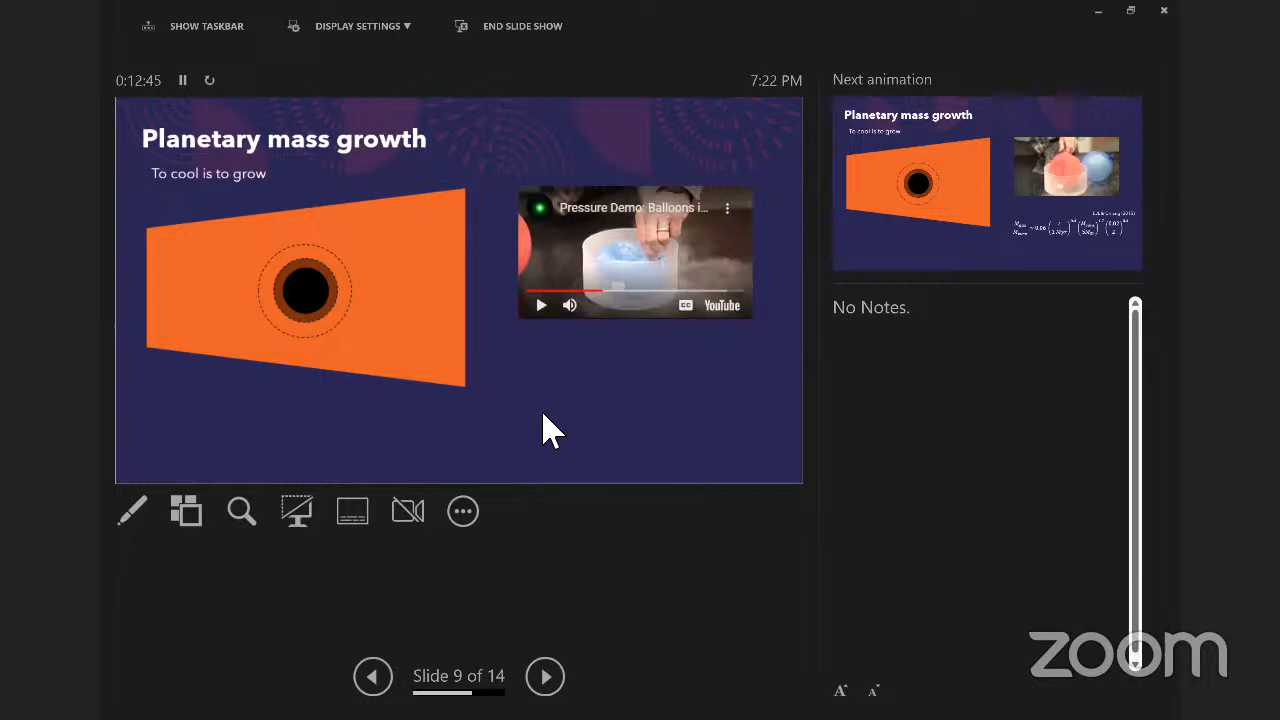 SHOW TASKBAR
DISPLAY SETTINGS ▼
END SLIDE SHOW
0:12:45
7:22 PM
Next animation
Planetary mass growth
To cool is to grow
Pressure Demo: Balloons i...
CC
YouTube
Planetary mass growth
To cool is to grow
No Notes.
Slide 9 of 14
A
A
zoom